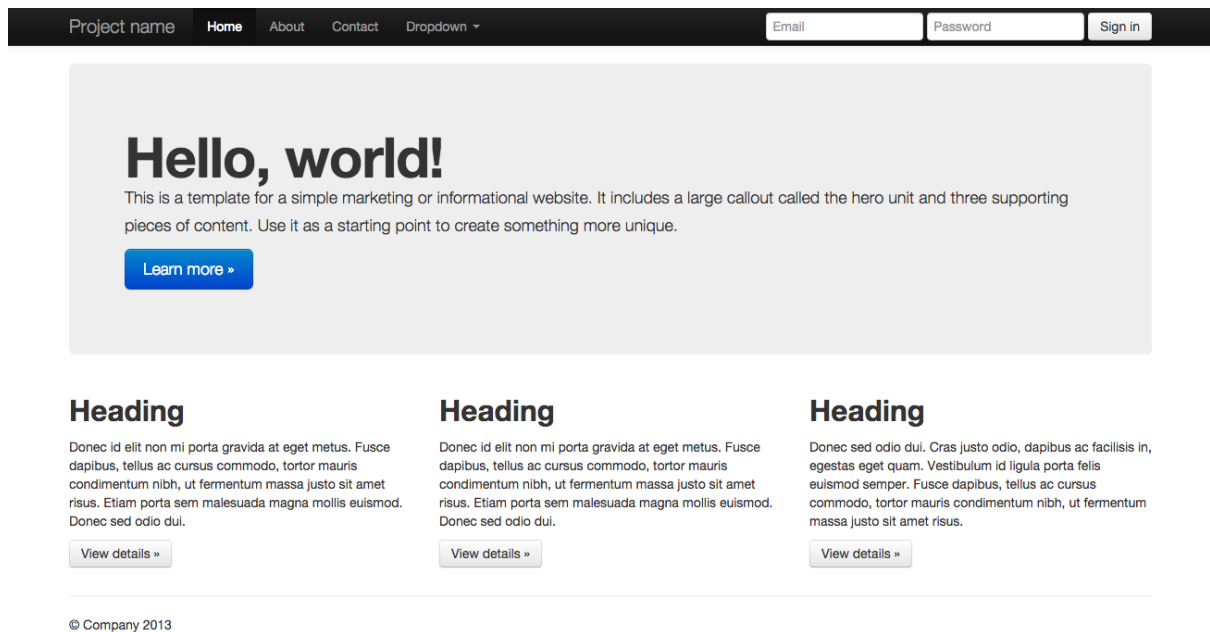 Project name Home About Contact Dropdown Email Password Sign in
Hello, world!
This is a template for a simple marketing or informational website. It includes a large callout called the hero unit and three supporting
pieces of content. Use it as a starting point to create something more unique.
Learn more »
Heading
Donec id elit non mi porta gravida at eget metus. Fusce
dapibus, tellus ac cursus commodo, tortor mauris
condimentum nibh, ut fermentum massa justo sit amet
risus. Etiam porta sem malesuada magna mollis euismod.
Donec sed odio dui.
View details »
Heading
Donec id elit non mi porta gravida at eget metus. Fusce
dapibus, tellus ac cursus commodo, tortor mauris
condimentum nibh, ut fermentum massa justo sit amet
risus. Etiam porta sem malesuada magna mollis euismod.
Donec sed odio dui.
View details »
Heading
Donec sed odio dui. Cras justo odio, dapibus ac facilisis in,
egestas eget quam. Vestibulum id ligula porta felis
euismod semper. Fusce dapibus, tellus ac cursus
commodo, tortor mauris condimentum nibh, ut fermentum
massa justo sit amet risus.
View details »
© Company 2013